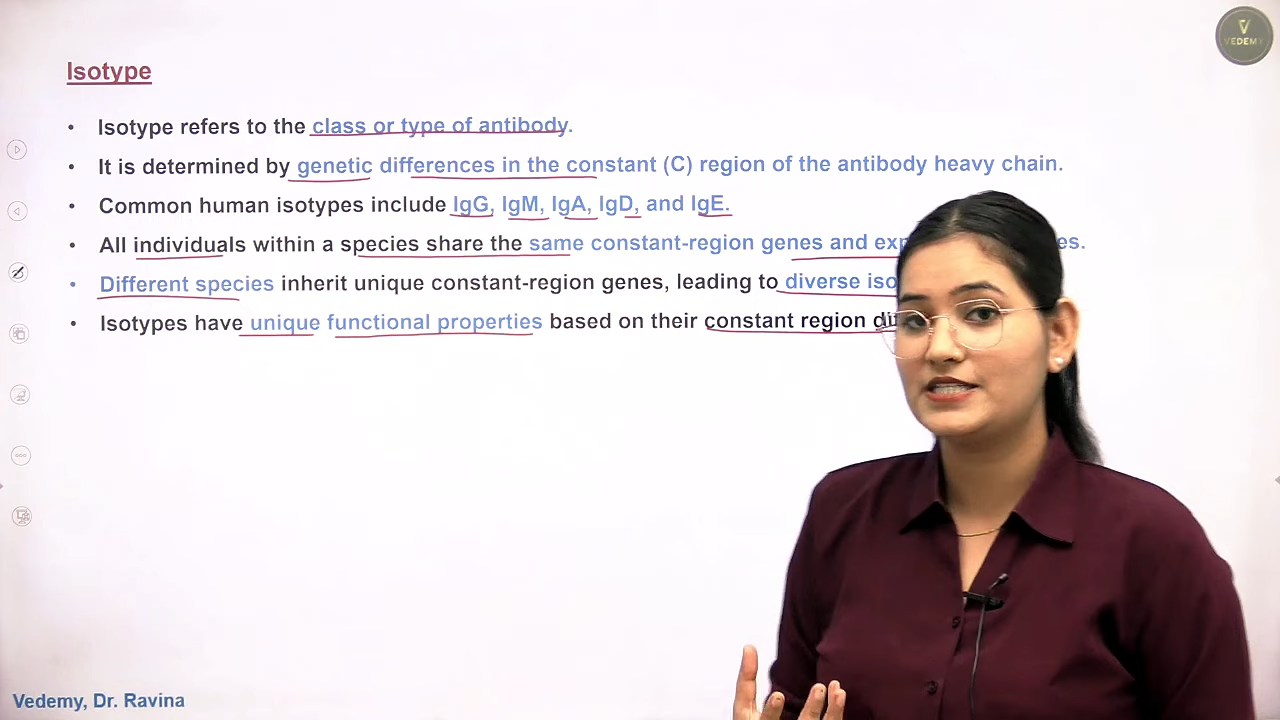 VEDEMY
Isotype
• Isotype refers to the class or type of antibody.
• It is determined by genetic differences in the constant (C) region of the antibody heavy chain.
• Common human isotypes include IgG, IgM, IgA, IgD, and IgE.
• All individuals within a species share the same constant-region genes and
• Different species inherit unique constant-region genes, leading to diverse
• Isotypes have unique functional properties based on their constant region
Vedemy, Dr. Ravina